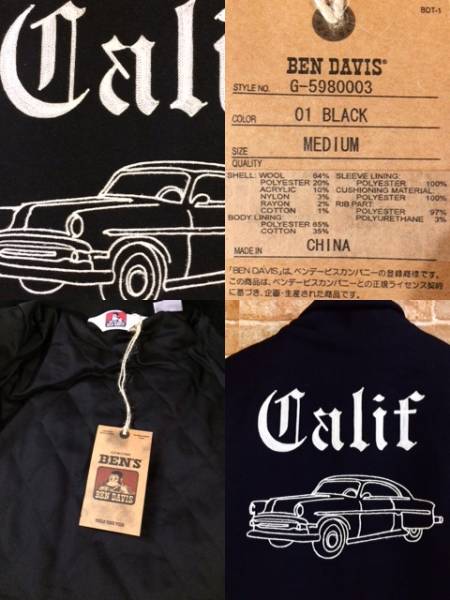 Cali
BDT-1
BEN DAVIS®
STYLE NO. G-5980003
COLOR 01 BLACK
SIZE MEDIUM
QUALITY
SHELL: WOOL 64% SLEEVE LINING:
POLYESTER 20% POLYESTER 100%
ACRYLIC 10% CUSHIONING MATERIAL
NYLON 3% POLYESTER 100%
RAYON 2% RIB PART
COTTON 1% POLYESTER 97%
BODY LINING: POLYURETHANE 3%
POLYESTER 65%
COTTON 35%
MADE IN CHINA
「BEN DAVIS」は、ベンデービスカンパニーの登録商標です。
この商品は、ベンデービスカンパニーとの正規ライセンス契約
に基づき、企画・生産された商品です。
BEN'S
BEN DAVIS
Calif